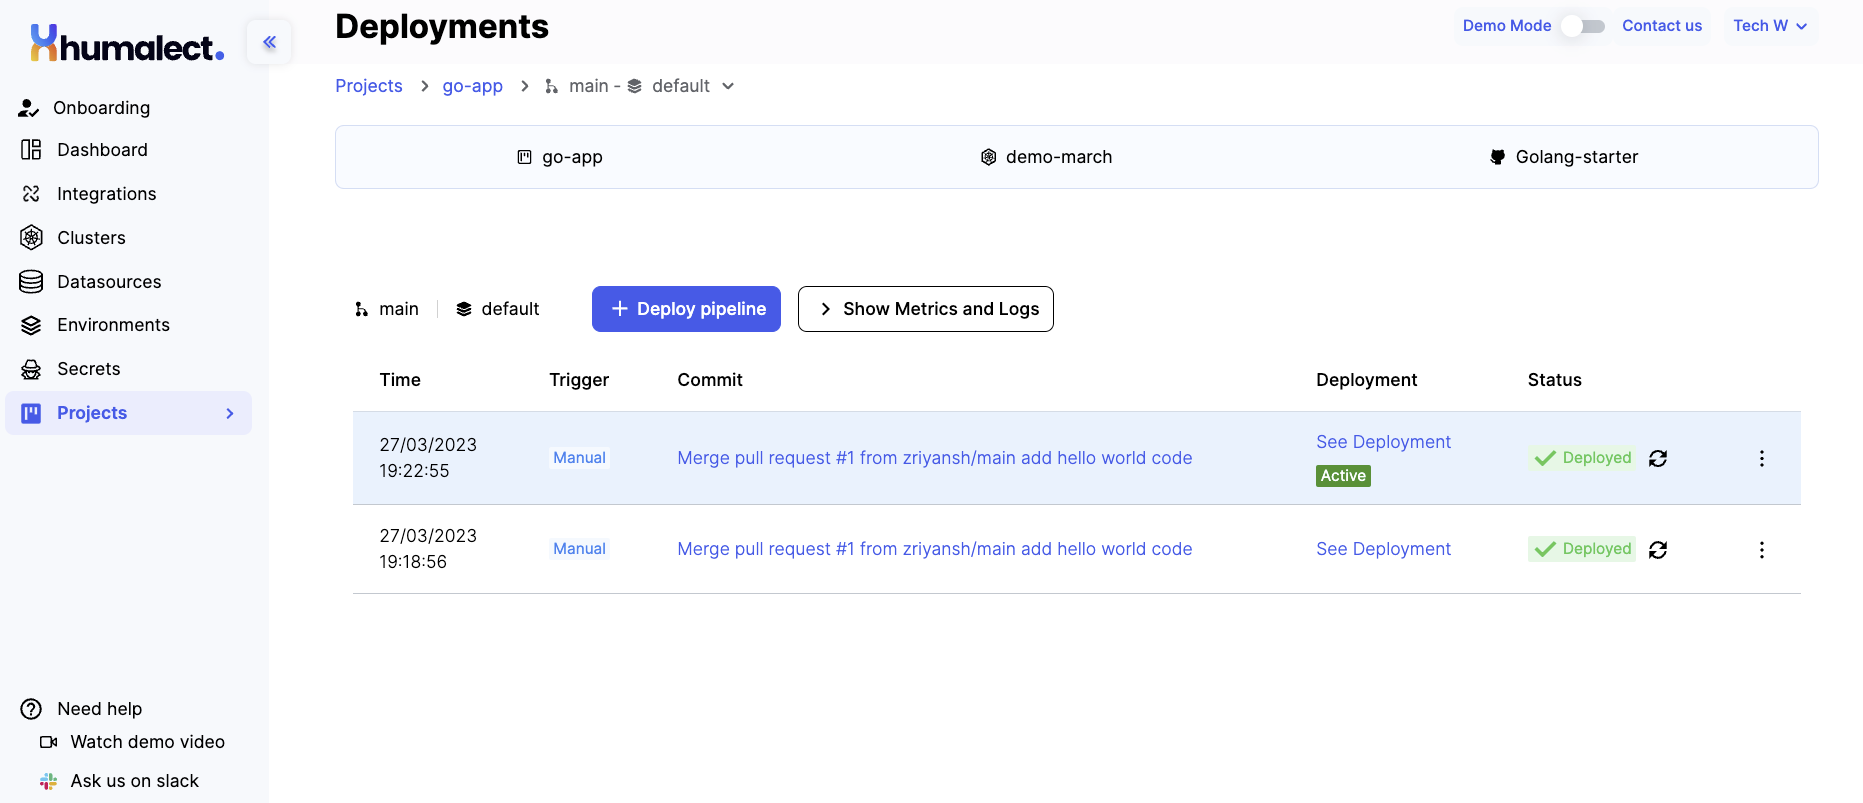 humalect.
Deployments
Demo Mode
Contact us
Tech W
Onboarding
Dashboard
Integrations
Clusters
Datasources
Environments
Secrets
Projects
Projects > go-app > main - default
go-app
demo-march
Golang-starter
main
default
+ Deploy pipeline
> Show Metrics and Logs
Time Trigger Commit Deployment Status
27/03/2023
19:22:55
Manual
Merge pull request #1 from zriyansh/main add hello world code
See Deployment
Active
Deployed
27/03/2023
19:18:56
Manual
Merge pull request #1 from zriyansh/main add hello world code
See Deployment
Deployed
Need help
Watch demo video
Ask us on slack